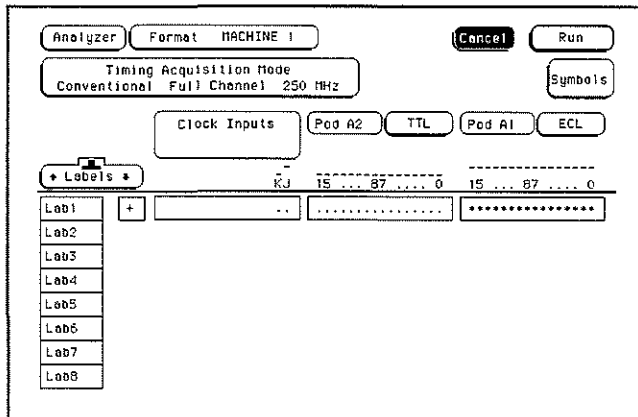 Analyzer Format MACHINE 1 Cancel Run
Timing Acquisition Mode
Conventional Full Channel 250 MHz
Symbols
Clock Inputs Pod A2 TTL Pod A1 ECL
Labels
KJ 15 ... 87 .... 0 15 ... 87 .... 0
Lab1 + .. ................ ****************
Lab2
Lab3
Lab4
Lab5
Lab6
Lab7
Lab8